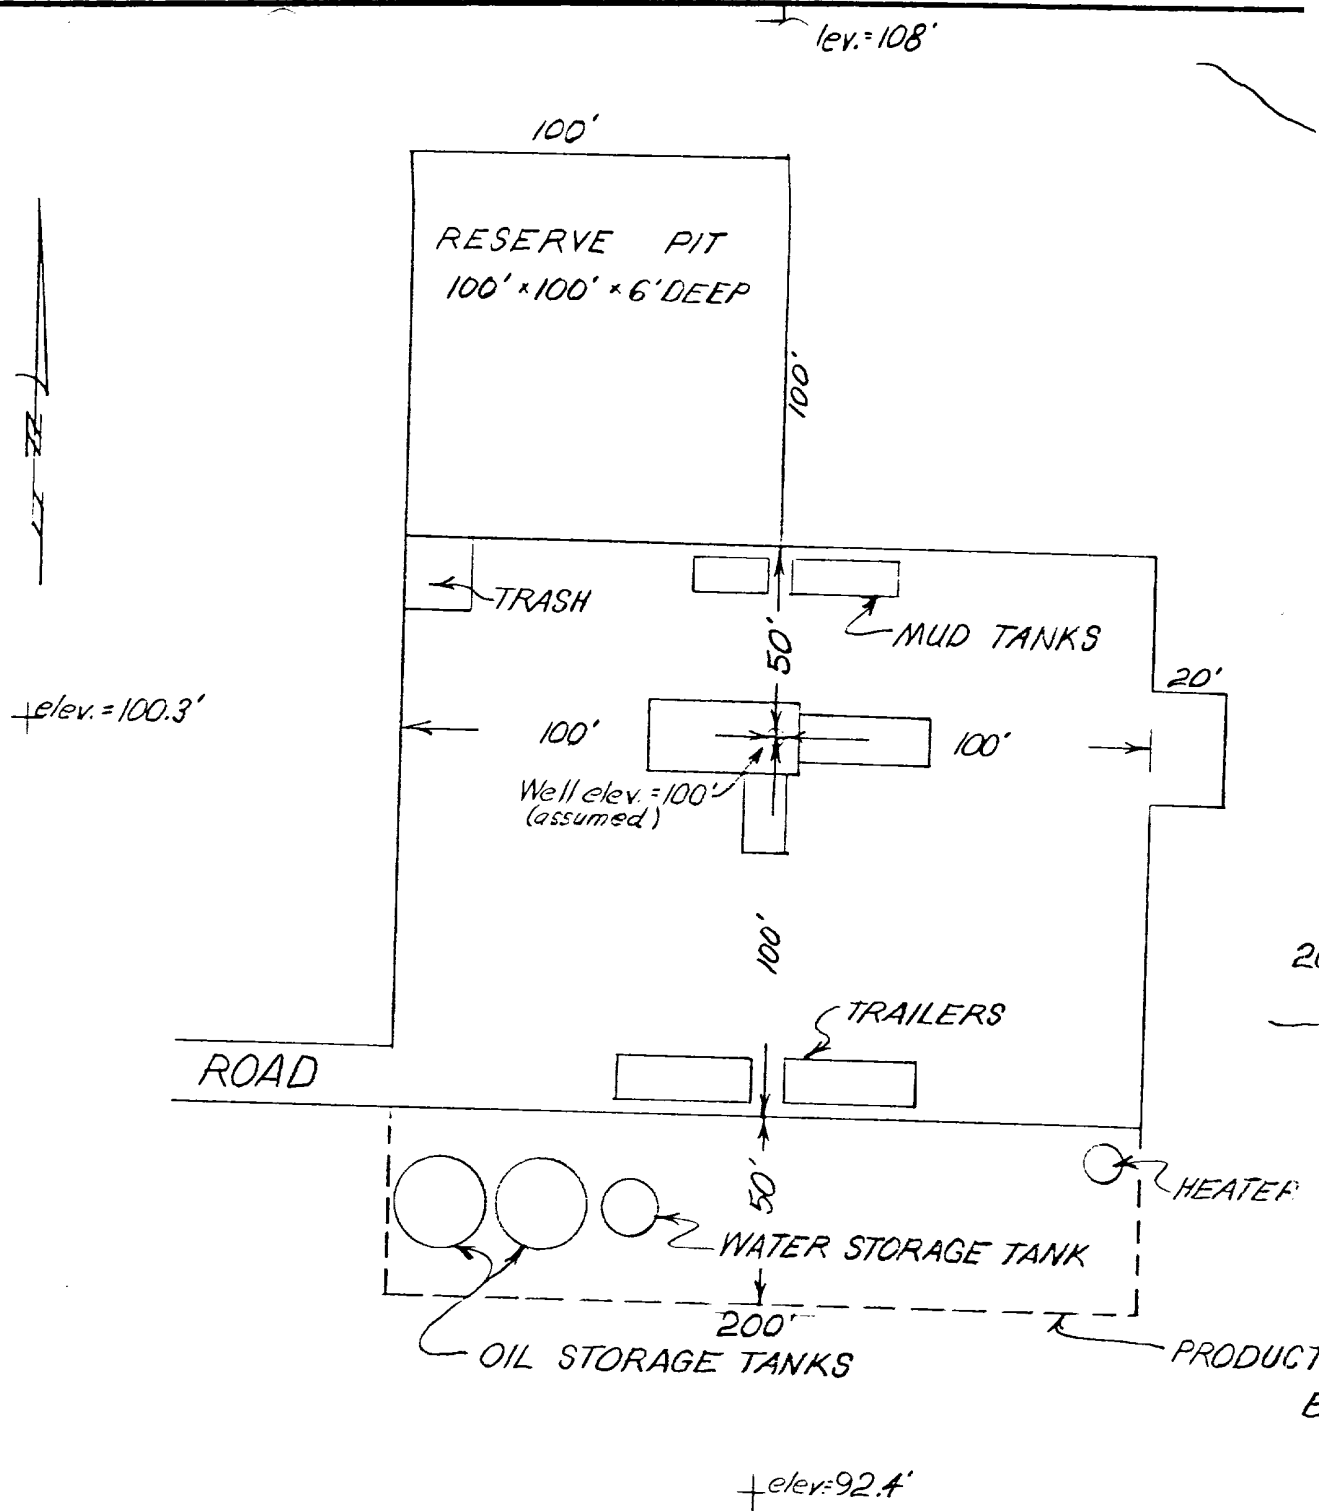 lev.=108'
100'
RESERVE PIT
100' × 100' × 6' DEEP
100'
N
TRASH
50'
MUD TANKS
20'
elev. = 100.3'
100'
100'
Well elev. = 100'
(assumed)
100'
TRAILERS
ROAD
50'
HEATER
WATER STORAGE TANK
200'
OIL STORAGE TANKS
PRODUCT
elev=92.4'